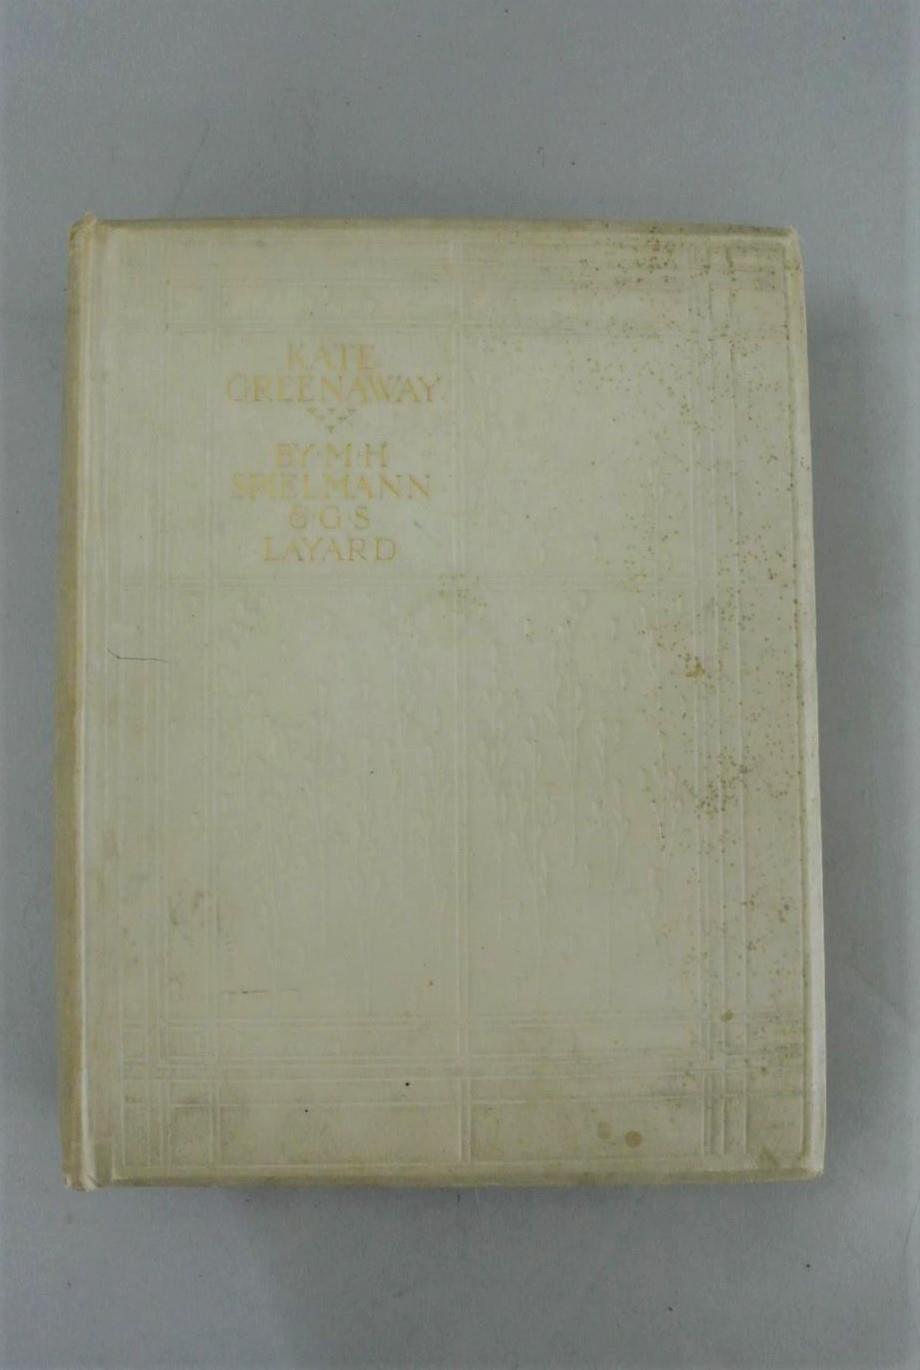 KATE
GREENAWAY
BY·M·H
SPIELMANN
&·G·S
LAYARD